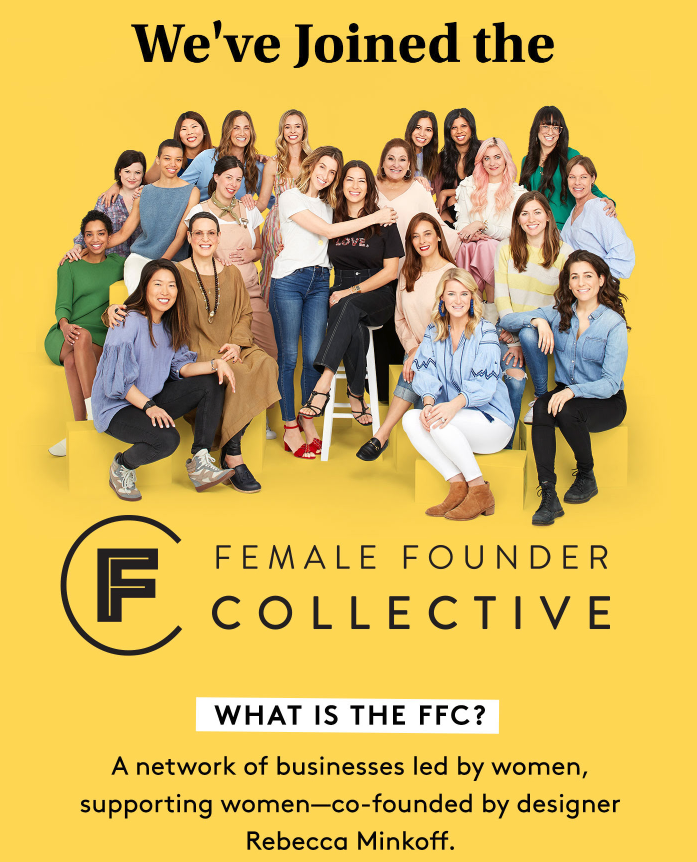 We've Joined the
LOVE.
F
FEMALE FOUNDER
COLLECTIVE
WHAT IS THE FFC?
A network of businesses led by women,
supporting women—co-founded by designer
Rebecca Minkoff.